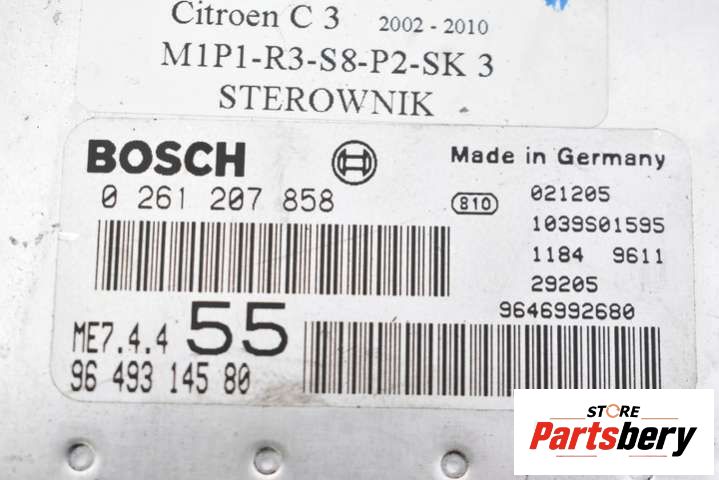 Citroen C 3 2002 - 2010
M1P1-R3-S8-P2-SK 3
STEROWNIK
BOSCH
Made in Germany
0 261 207 858
810
021205
1039S01595
1184 9611
29205
9646992680
ME7.4.4 55
96 493 145 80
STORE
Partsbery